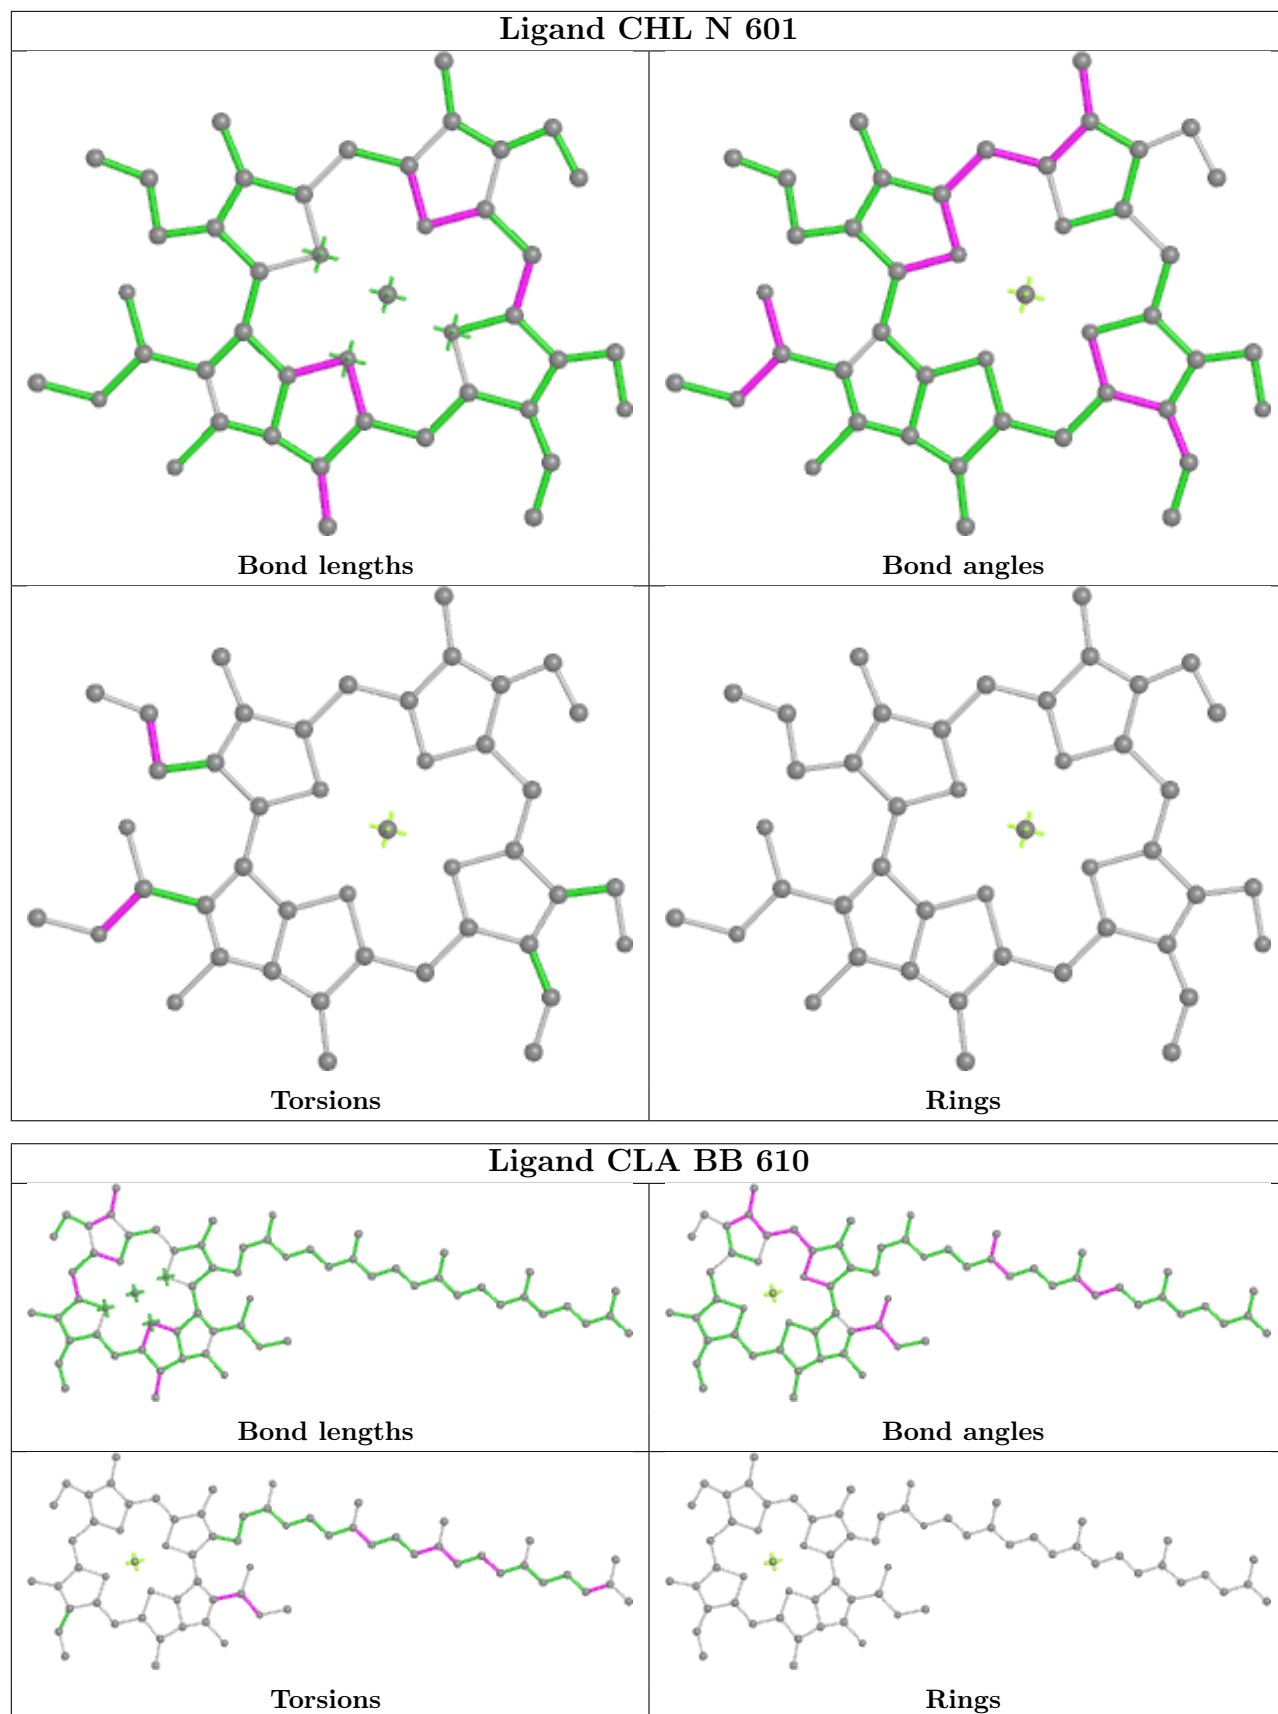 Ligand CHL N 601
Bond lengths
Bond angles
Torsions
Rings
Ligand CLA BB 610
Bond lengths
Bond angles
Torsions
Rings